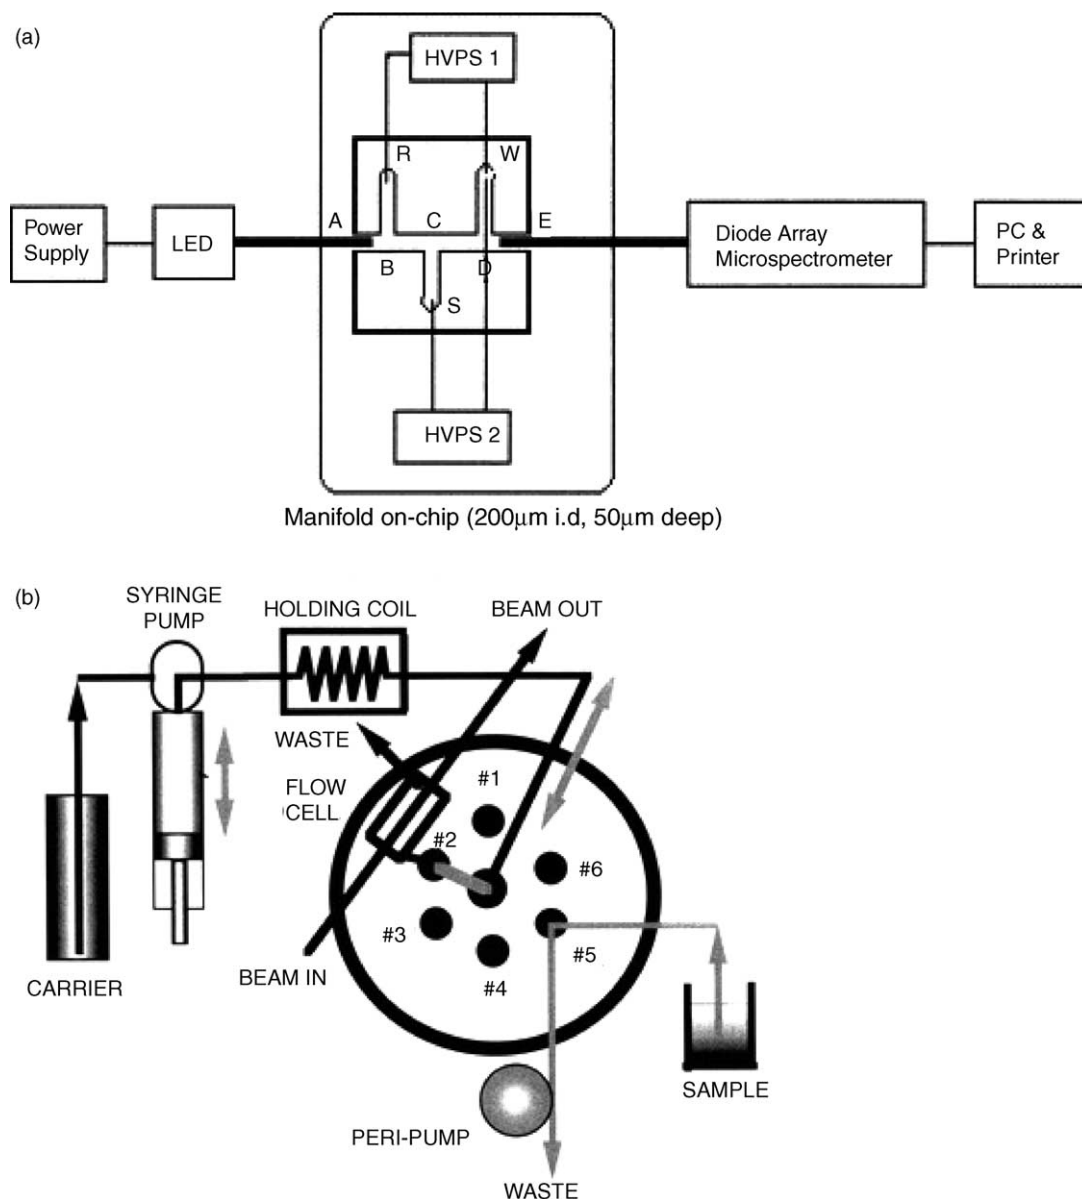 (a)
HVPS 1
R
W
A
C
E
Power
Supply
LED
Diode Array
Microspectrometer
PC &
Printer
B
D
S
HVPS 2
Manifold on-chip (200μm i.d, 50μm deep)
(b)
SYRINGE
PUMP
HOLDING COIL
BEAM OUT
WASTE
FLOW
CELL
#1
#2
#6
#3
#5
#4
BEAM IN
CARRIER
SAMPLE
PERI-PUMP
WASTE